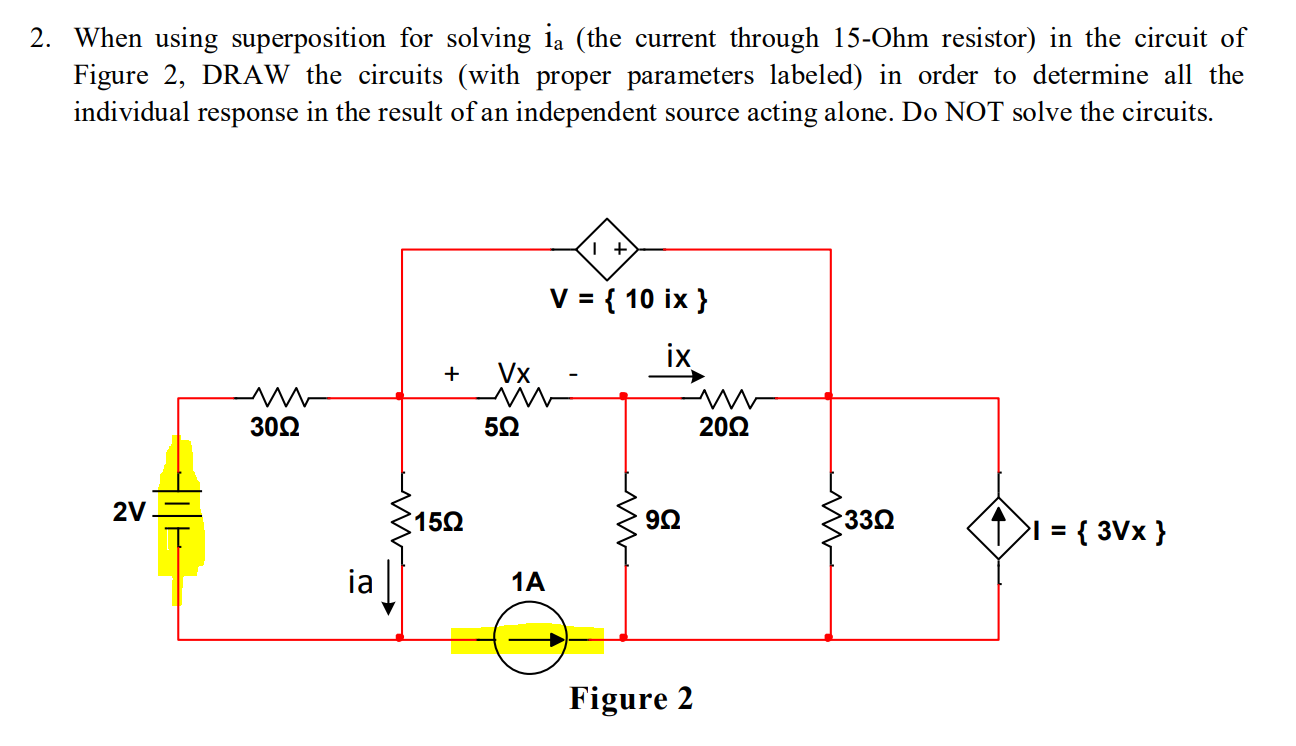 2. When using superposition for solving ia (the current through 15-Ohm resistor) in the circuit of
Figure 2, DRAW the circuits (with proper parameters labeled) in order to determine all the
individual response in the result of an independent source acting alone. Do NOT solve the circuits.
V = { 10 ix }
ix
+ Vx -
30Ω
5Ω
20Ω
2V
15Ω
9Ω
33Ω
I = { 3Vx }
ia
1A
Figure 2